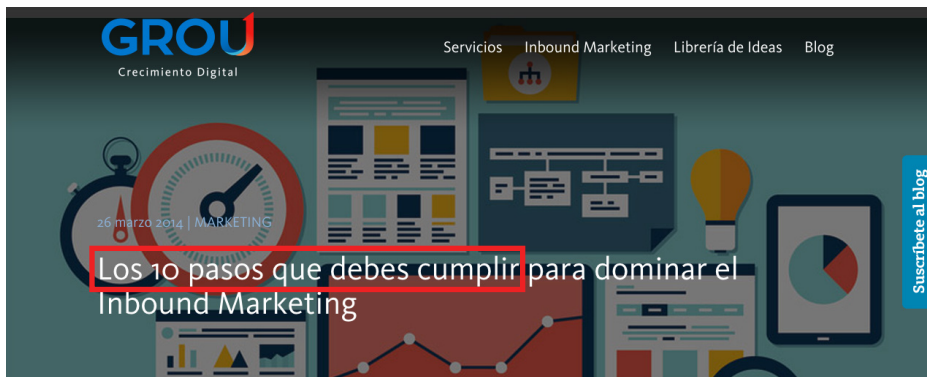 GROU
Crecimiento Digital
Servicios Inbound Marketing Librería de Ideas Blog
26 marzo 2014 | MARKETING
Los 10 pasos que debes cumplir para dominar el
Inbound Marketing
Suscríbete al blog